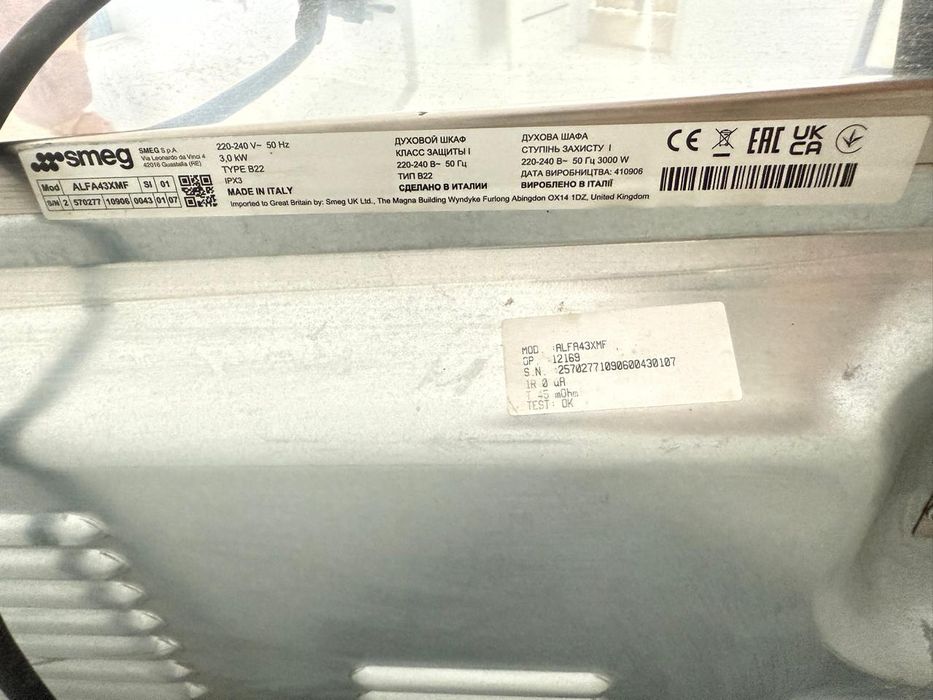 smeg
SMEG S.p.A.
Via Leonardo da Vinci 4
42016 Guastalla (RE)
Mod ALFA43XMF SI 01
S/N 2 570277 10906 0043 01 07
220-240 V~ 50 Hz
3,0 kW
TYPE B22
IPX3
MADE IN ITALY
ДУХОВОЙ ШКАФ
КЛАСС ЗАЩИТЫ I
220-240 В~ 50 Гц
ТИП B22
СДЕЛАНО В ИТАЛИИ
ДУХОВА ШАФА
СТУПІНЬ ЗАХИСТУ I
220-240 В~ 50 Гц 3000 W
ДАТА ВИРОБНИЦТВА: 410906
ВИРОБЛЕНО В ІТАЛІЇ
Imported to Great Britain by: Smeg UK Ltd., The Magna Building Wyndyke Furlong Abingdon OX14 1DZ, United Kingdom
CE EAC UK
CA
MOD. :ALFA43XMF .
OP. :12169
S.N. :25702771090600430107
IR 0 uA
T 45 mOhm
TEST: OK